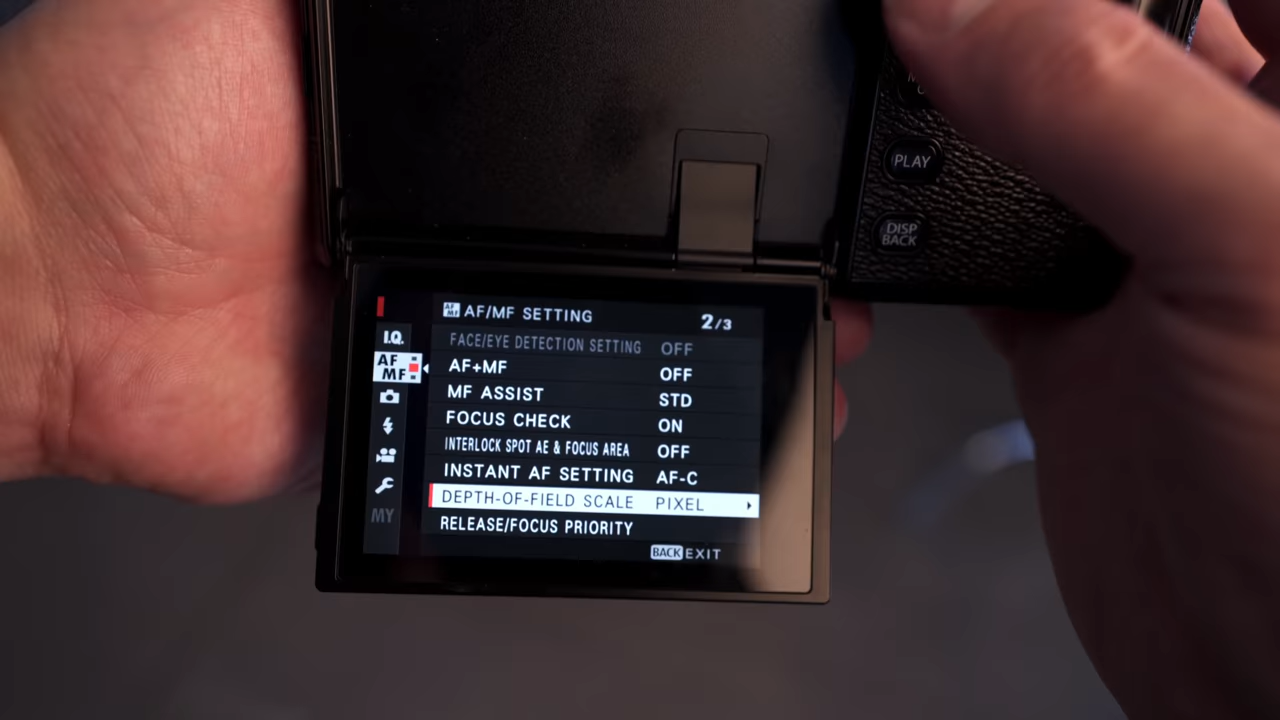 PLAY
DISP
BACK
AF
MF
AF/MF SETTING 2/3
I.Q.
FACE/EYE DETECTION SETTING OFF
AF
MF
AF+MF OFF
MF ASSIST STD
FOCUS CHECK ON
INTERLOCK SPOT AE & FOCUS AREA OFF
INSTANT AF SETTING AF-C
DEPTH-OF-FIELD SCALE PIXEL
MY
RELEASE/FOCUS PRIORITY
BACK EXIT